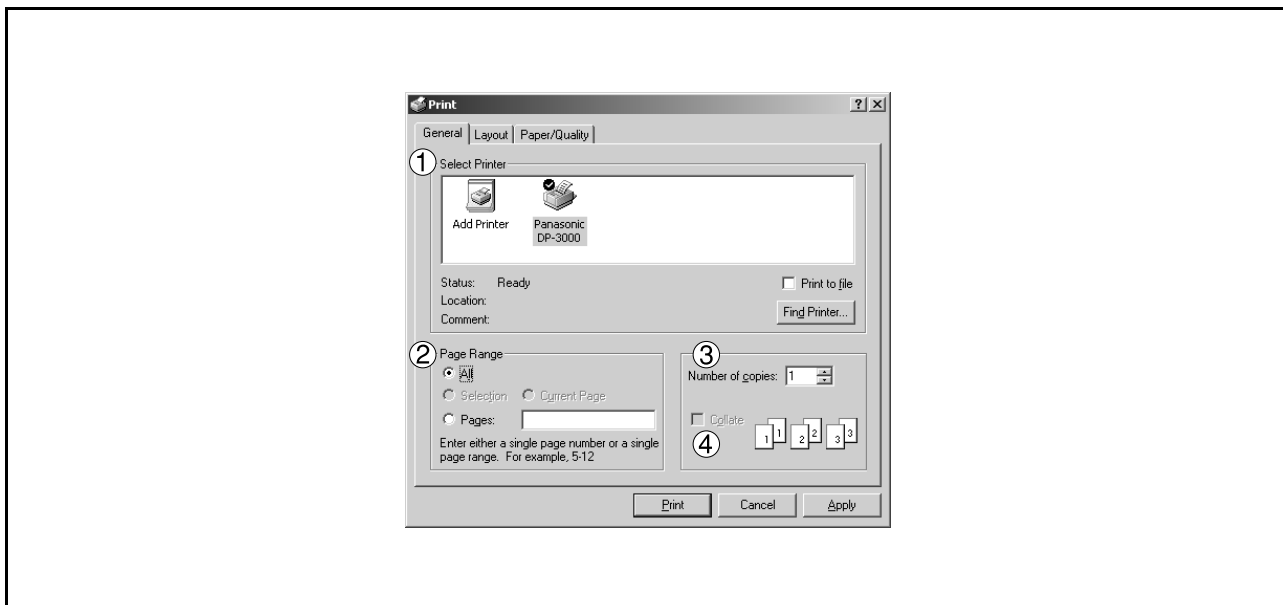 Print
General Layout Paper/Quality
① Select Printer
Add Printer
Panasonic
DP-3000
Status: Ready
Location:
Comment:
Print to file
Find Printer...
② Page Range
All
Selection Current Page
Pages:
Enter either a single page number or a single
page range. For example, 5-12
③
Number of copies: 1
Collate
④
1 1 2 2 3 3
Print Cancel Apply